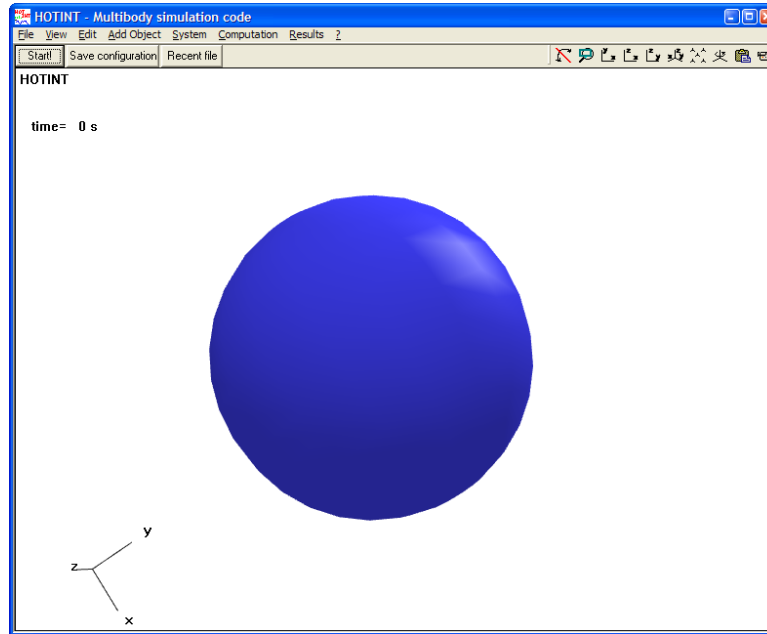 HOTINT - Multibody simulation code
File View Edit Add Object System Computation Results ?
Start! Save configuration Recent file
HOTINT
time= 0 s
y
z
x